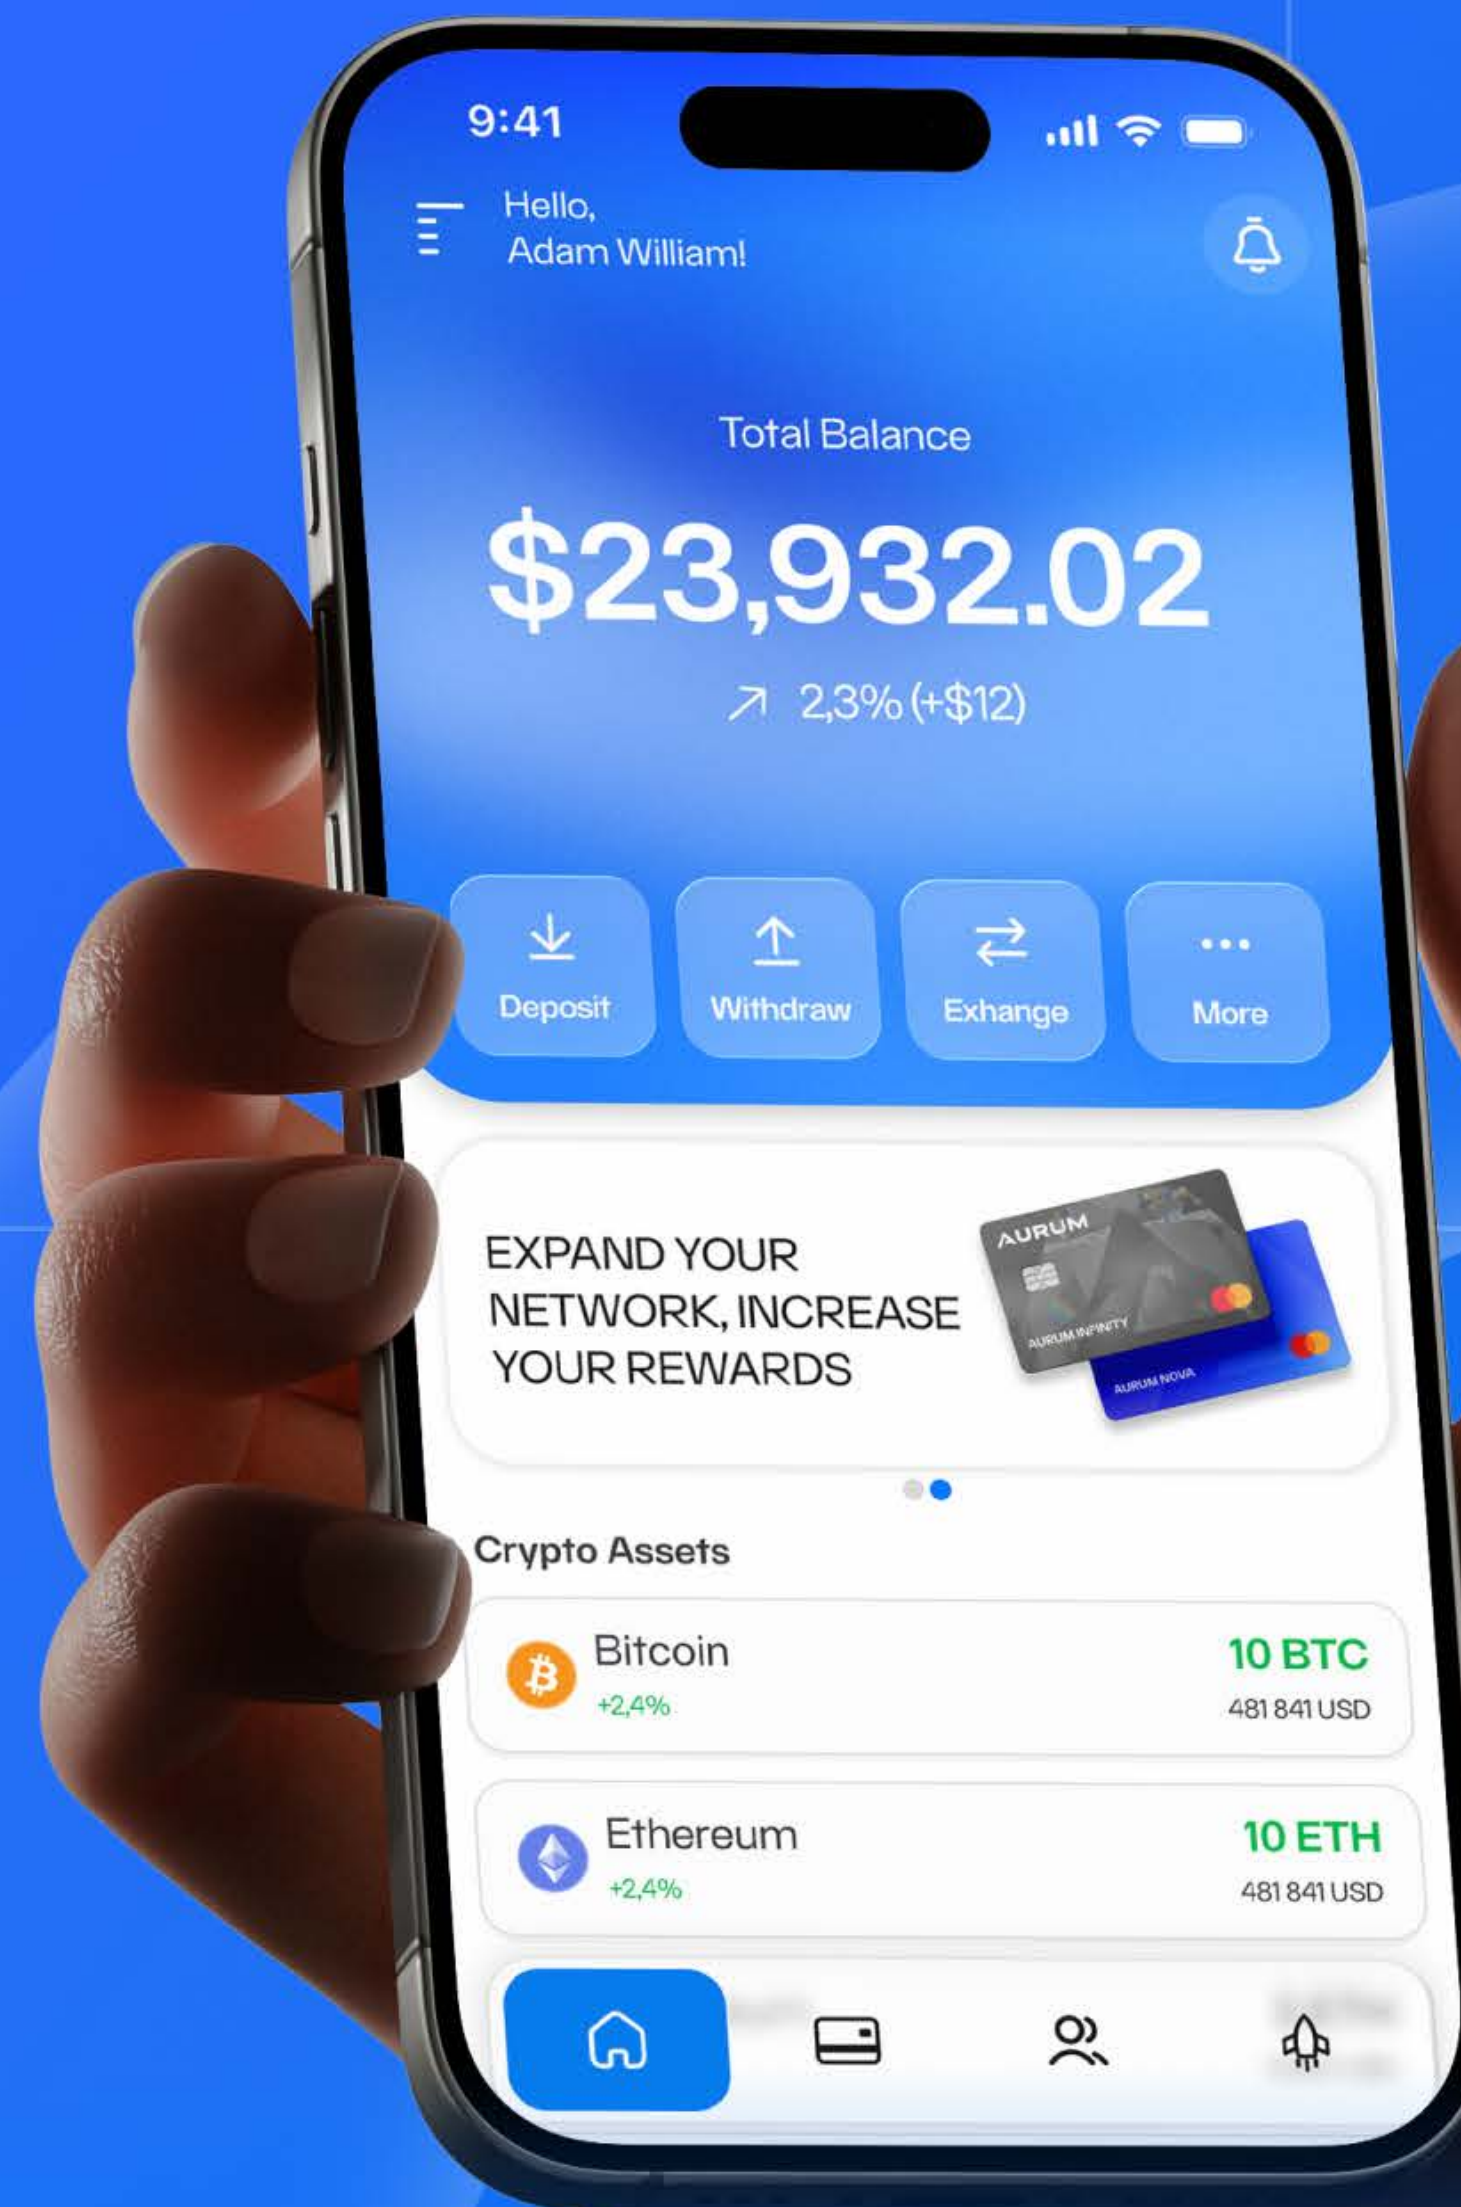 9:41
Hello,
Adam William!
Total Balance
$23,932.02
2,3% (+$12)
Deposit
Withdraw
Exhange
More
EXPAND YOUR
NETWORK, INCREASE
YOUR REWARDS
AURUM
AURUM INFINITY
AURUM NOVA
Crypto Assets
Bitcoin
10 BTC
+2,4%
481 841 USD
Ethereum
10 ETH
+2,4%
481 841 USD